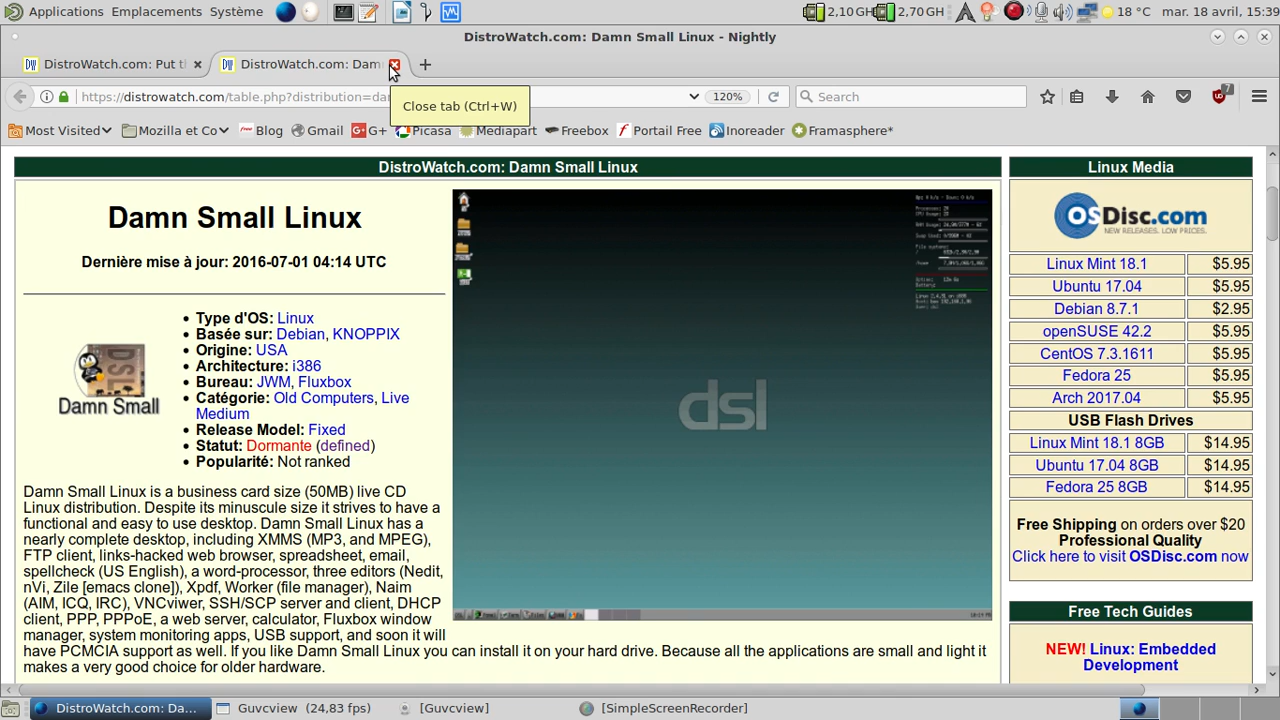 Applications Emplacements Système 2,10 GH 2,70 GH 18 °C mar. 18 avril, 15:39
DistroWatch.com: Damn Small Linux - Nightly
DistroWatch.com: Put t
DistroWatch.com: Dam
https://distrowatch.com/table.php?distribution=da
120%
Search
7
Close tab (Ctrl+W)
Most Visited Mozilla et Co Blog Gmail G+ Picasa Mediapart Freebox Portail Free Inoreader Framasphère*
DistroWatch.com: Damn Small Linux
Damn Small Linux
04:14 UTC
Dernière mise à jour:
Damn Small
Type d'OS: Linux
Basée sur: Debian, KNOPPIX
Origine: USA
Architecture: i386
Bureau: JWM, Fluxbox
Catégorie: Old Computers, Live
Medium
Release Model: Fixed
Statut: Dormante (defined)
Popularité: Not ranked
Damn Small Linux is a business card size (50MB) live CD
Linux distribution. Despite its minuscule size it strives to have a
functional and easy to use desktop. Damn Small Linux has a
nearly complete desktop, including XMMS (MP3, and MPEG),
FTP client, links-hacked web browser, spreadsheet, email,
spellcheck (US English), a word-processor, three editors (Nedit,
nVi, Zile [emacs clone]), Xpdf, Worker (file manager), Naim
(AIM, ICQ, IRC), VNCviwer, SSH/SCP server and client, DHCP
client, PPP, PPPoE, a web server, calculator, Fluxbox window
manager, system monitoring apps, USB support, and soon it will
have PCMCIA support as well. If you like Damn Small Linux you can install it on your hard drive. Because all the applications are small and light it
makes a very good choice for older hardware.
dsl
Linux Media
OSDisc.com
NEW RELEASES. LOW PRICES.
Linux Mint 18.1 $5.95
Ubuntu 17.04 $5.95
Debian 8.7.1 $2.95
openSUSE 42.2 $5.95
CentOS 7.3.1611 $5.95
Fedora 25 $5.95
Arch 2017.04 $5.95
USB Flash Drives
Linux Mint 18.1 8GB $14.95
Ubuntu 17.04 8GB $14.95
Fedora 25 8GB $14.95
Free Shipping on orders over $20
Professional Quality
Click here to visit OSDisc.com now
Free Tech Guides
NEW! Linux: Embedded
Development
DistroWatch.com: Da...
Guvcview (24,83 fps)
[Guvcview]
[SimpleScreenRecorder]